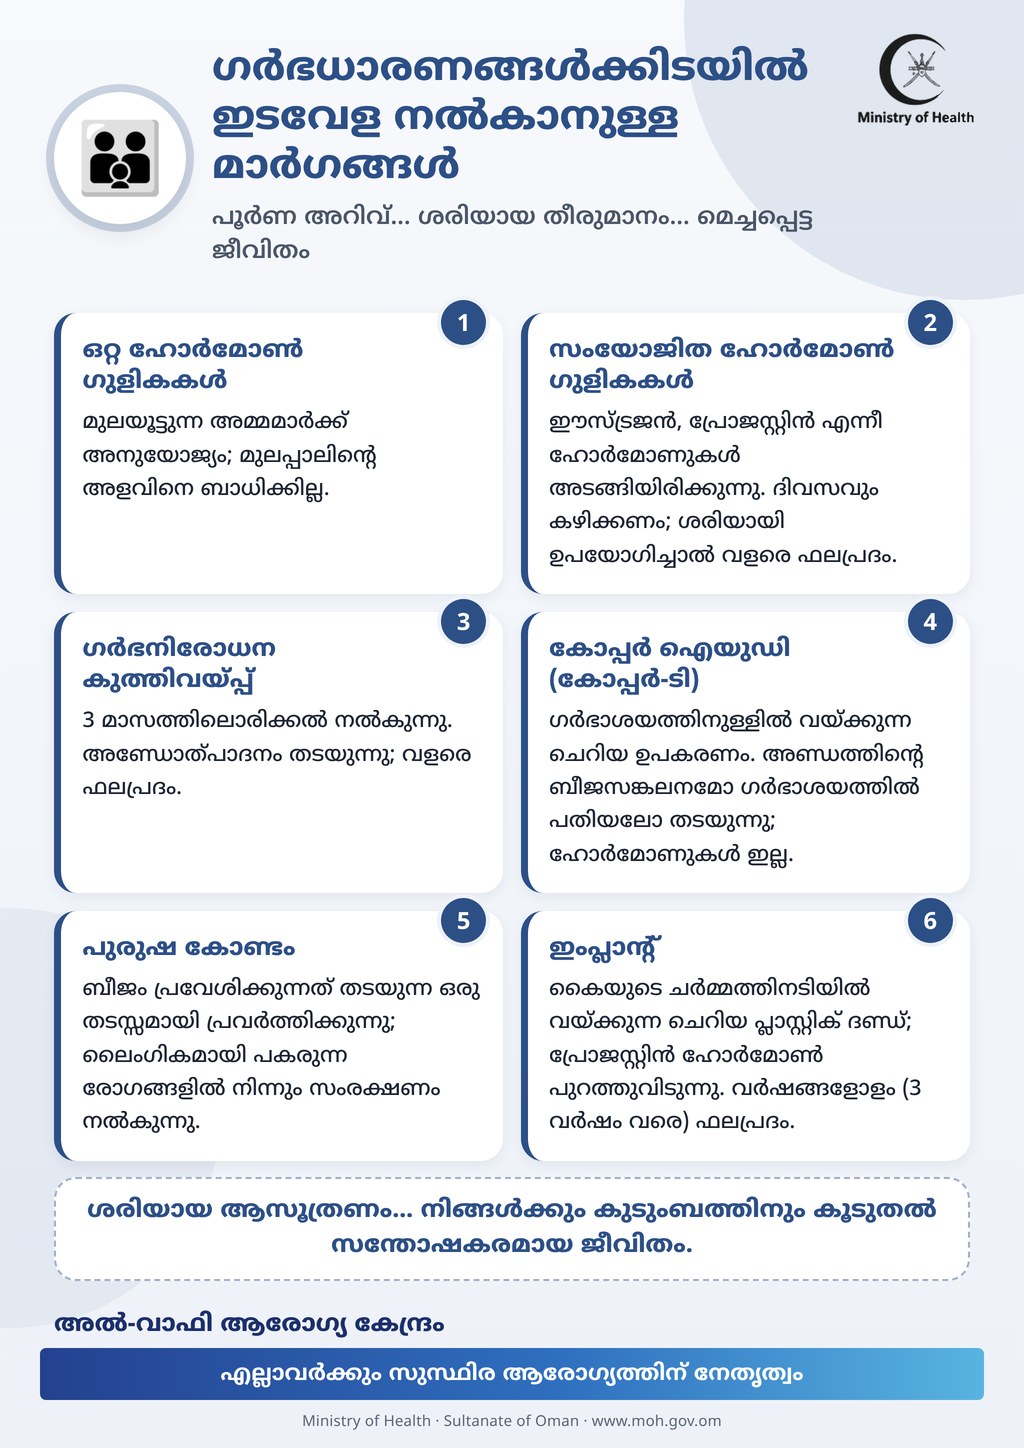 ഗർഭധാരണങ്ങൾക്കിടയിൽ
ഇടവേള നൽകാനുള്ള
മാർഗങ്ങൾ
Ministry of Health
പൂർണ അറിവ്... ശരിയായ തീരുമാനം... മെച്ചപ്പെട്ട
ജീവിതം
1
ഒറ്റ ഹോർമോൺ
ഗുളികകൾ
മുലയൂട്ടുന്ന അമ്മമാർക്ക്
അനുയോജ്യം; മുലപ്പാലിന്റെ
അളവിനെ ബാധിക്കില്ല.
2
സംയോജിത ഹോർമോൺ
ഗുളികകൾ
ഈസ്ട്രജൻ, പ്രോജസ്റ്റിൻ എന്നീ
ഹോർമോണുകൾ
അടങ്ങിയിരിക്കുന്നു. ദിവസവും
കഴിക്കണം; ശരിയായി
ഉപയോഗിച്ചാൽ വളരെ ഫലപ്രദം.
3
ഗർഭനിരോധന
കുത്തിവയ്പ്പ്
3 മാസത്തിലൊരിക്കൽ നൽകുന്നു.
അണ്ഡോത്പാദനം തടയുന്നു; വളരെ
ഫലപ്രദം.
4
കോപ്പർ ഐയുഡി
(കോപ്പർ-ടി)
ഗർഭാശയത്തിനുള്ളിൽ വയ്ക്കുന്ന
ചെറിയ ഉപകരണം. അണ്ഡത്തിന്റെ
ബീജസങ്കലനമോ ഗർഭാശയത്തിൽ
പതിയലോ തടയുന്നു;
ഹോർമോണുകൾ ഇല്ല.
5
പുരുഷ കോണ്ടം
ബീജം പ്രവേശിക്കുന്നത് തടയുന്ന ഒരു
തടസ്സമായി പ്രവർത്തിക്കുന്നു;
ലൈംഗികമായി പകരുന്ന
രോഗങ്ങളിൽ നിന്നും സംരക്ഷണം
നൽകുന്നു.
6
ഇംപ്ലാന്റ്
കൈയുടെ ചർമ്മത്തിനടിയിൽ
വയ്ക്കുന്ന ചെറിയ പ്ലാസ്റ്റിക് ദണ്ഡ്;
പ്രോജസ്റ്റിൻ ഹോർമോൺ
പുറത്തുവിടുന്നു. വർഷങ്ങളോളം (3
വർഷം വരെ) ഫലപ്രദം.
ശരിയായ ആസൂത്രണം... നിങ്ങൾക്കും കുടുംബത്തിനും കൂടുതൽ
സന്തോഷകരമായ ജീവിതം.
അൽ-വാഫി ആരോഗ്യ കേന്ദ്രം
എല്ലാവർക്കും സുസ്ഥിര ആരോഗ്യത്തിന് നേതൃത്വം
Ministry of Health · Sultanate of Oman · www.moh.gov.om